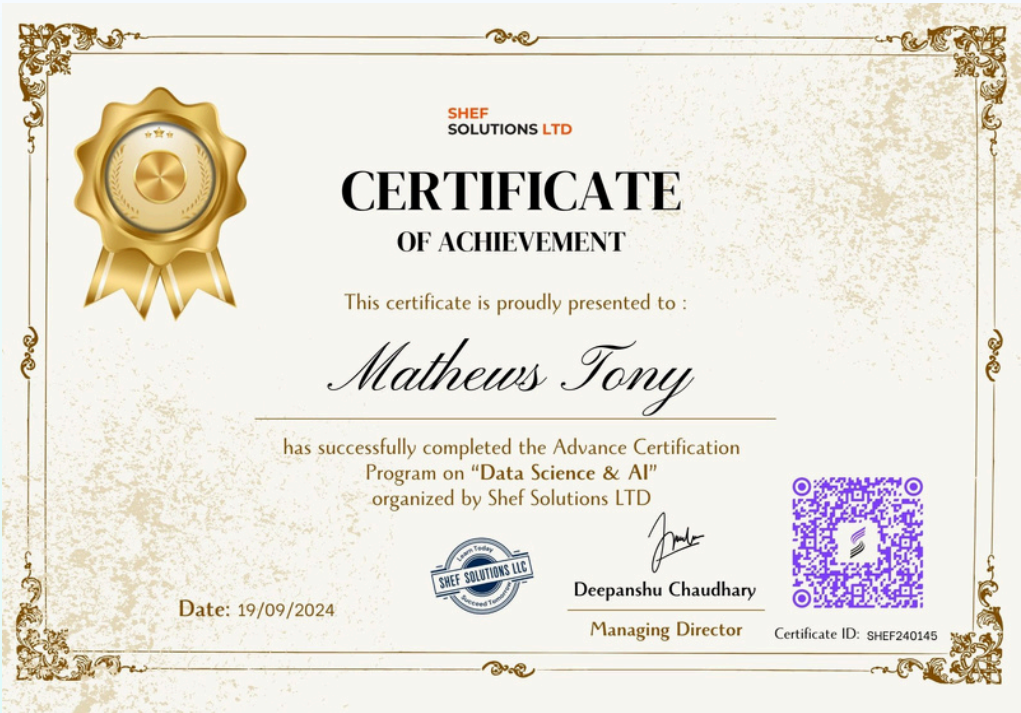 SHEF
SOLUTIONS LTD
CERTIFICATE
OF ACHIEVEMENT
This certificate is proudly presented to :
Mathews Tony
has successfully completed the Advance Certification
Program on “Data Science & AI”
organized by Shef Solutions LTD
Learn Today
SHEF SOLUTIONS LLC
Succeed Tomorrow
Deepanshu Chaudhary
Date: 19/09/2024
Managing Director
Certificate ID: SHEF240145